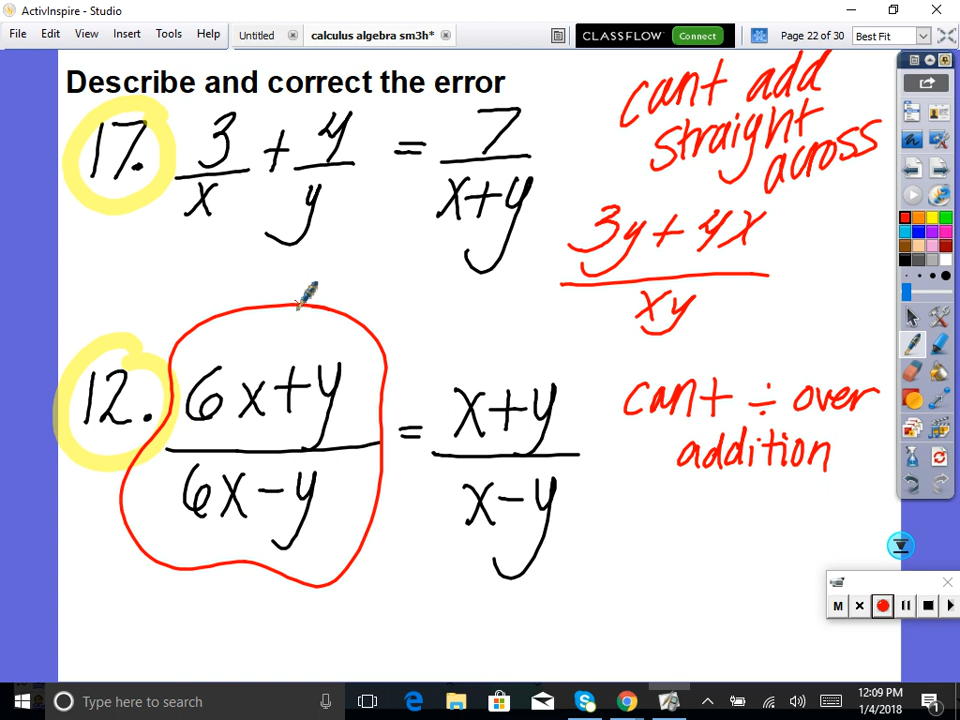 ActivInspire - Studio
File Edit View Insert Tools Help Untitled calculus algebra sm3h* CLASSFLOW Connect Page 22 of 30 Best Fit
Describe and correct the error
17. 3/x + 4/y = 7/(x+y)
cant add
straight
across
3y + 4x
xy
12. (6x+y)/(6x-y) = (x+y)/(x-y)
cant ÷ over
addition
M
Type here to search
12:09 PM
1/4/2018
1